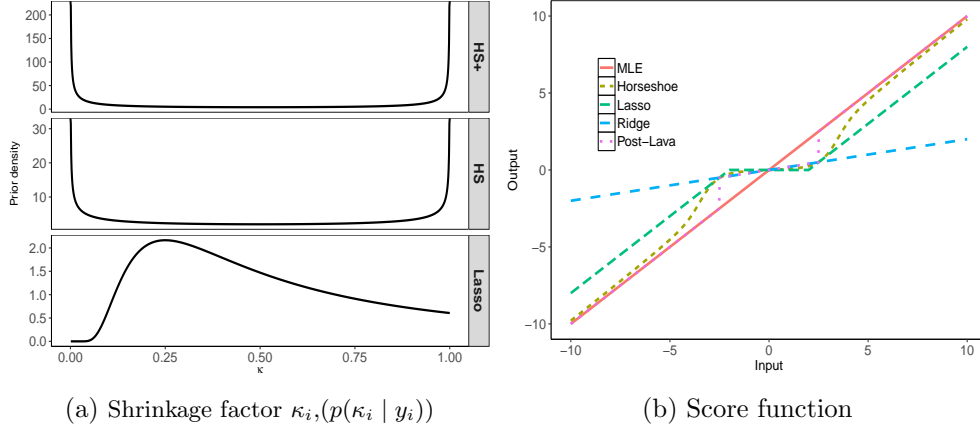 200
150
100
50
0
HS+
30
20
10
HS
2.0
1.5
1.0
0.5
0.0
Lasso
Prior density
0.00
0.25
0.50
0.75
1.00
κ
(a) Shrinkage factor κi,(p(κi | yi))
10
5
0
−5
−10
Output
MLE
Horseshoe
Lasso
Ridge
Post−Lava
−10
−5
0
5
10
Input
(b) Score function